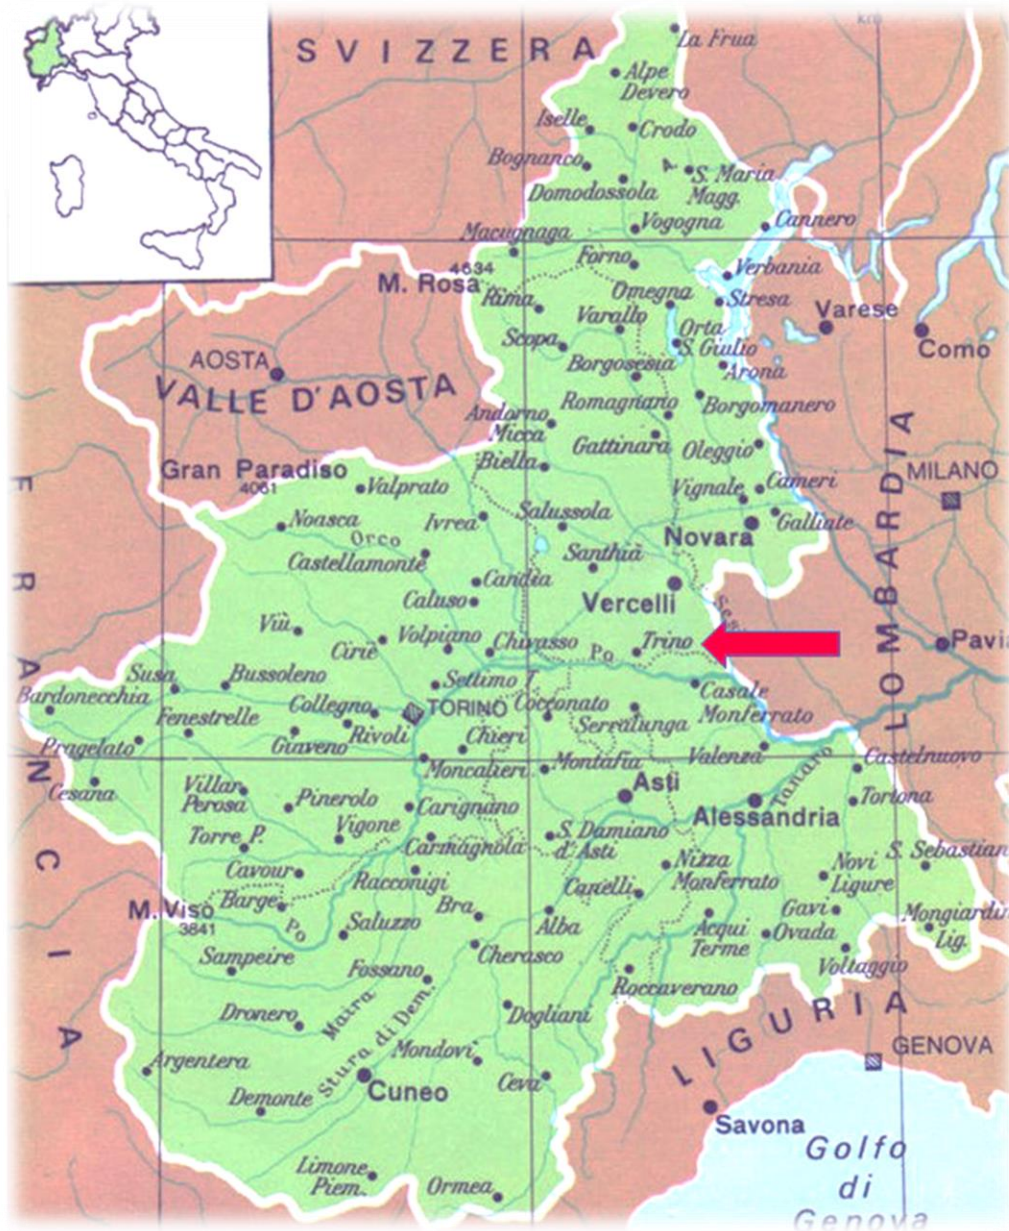 km
SVIZZERA
La Frua
Alpe
Devero
Iselle
Crodo
Bognanco
A.
S. Maria
Magg.
Domodossola
Vogogna
Cannero
Macugnaga
Forno
4634
M. Rosa
Verbania
Rima
Omegna
Stresa
Varallo
Varese
Orta
S. Giulio
Scopa
Como
AOSTA
Borgosesia
Arona
VALLE D'AOSTA
Romagnano
Borgomanero
Andorno
Micca
Gattinara
Oleggio
Biella
Gran Paradiso
4061
MILANO
Valprato
Vignale
Cameri
Noasca
Ivrea
Salussola
Galliate
Orco
Novara
Castellamonte
Santhià
Candia
Caluso
Vercelli
LOMBARDIA
Viù
Ciriè
Volpiano
Chivasso
Po
Trino
Pavia
Susa
Bussoleno
Settimo T.
Casale
Monferrato
Bardonecchia
Collegno
TORINO
Cocconato
Serralunga
Fenestrelle
Rivoli
Giaveno
Chieri
Pragelato
Valenza
Castelnuovo
Moncalieri
Montafia
Tanaro
Cesana
Villar
Perosa
Pinerolo
Carignano
Asti
Alessandria
Tortona
FRANCIA
Torre P.
Vigone
Carmagnola
S. Damiano
d'Asti
Cavour
Racconigi
Nizza
Monferrato
Novi
Ligure
S. Sebastian
Barge
Canelli
M. Viso
3841
Po
Saluzzo
Bra
Alba
Acqui
Terme
Gavi
Ovada
Mongiardin
Lig.
Sampeire
Fossano
Cherasco
Voltaggio
Roccaverano
Dronero
Maira
Stura di Dem.
Dogliani
LIGURIA
Argentera
Mondovì
GENOVA
Demonte
Cuneo
Ceva
Savona
Golfo
di
Genova
Limone
Piem.
Ormea